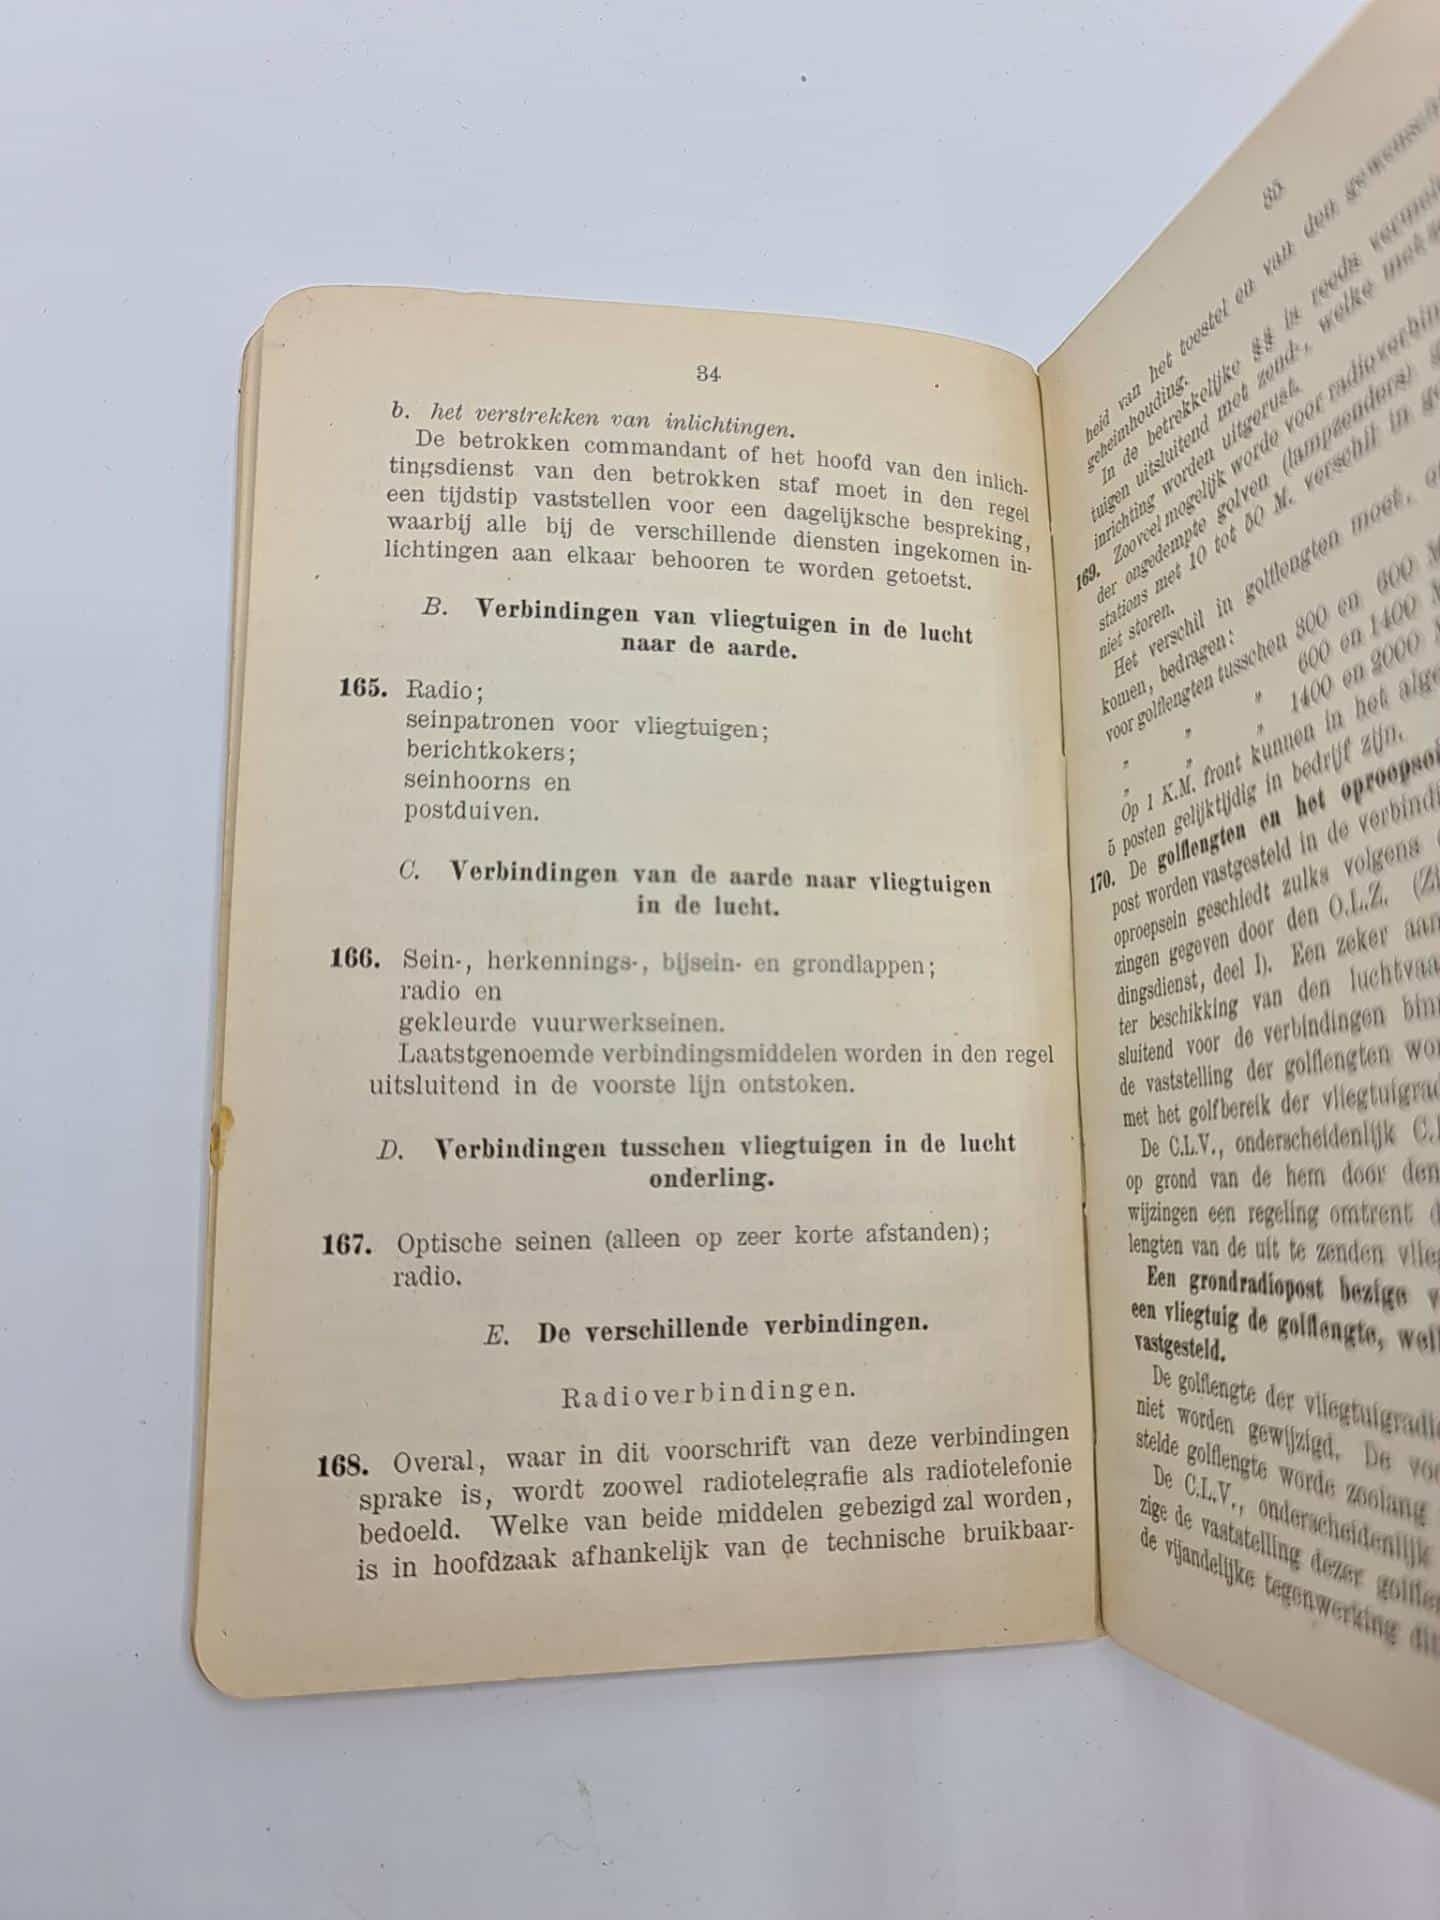 34
b. het verstrekken van inlichtingen.
De betrokken commandant of het hoofd van den inlich-
tingsdienst van den betrokken staf moet in den regel
een tijdstip vaststellen voor een dagelijksche bespreking,
waarbij alle bij de verschillende diensten ingekomen in-
lichtingen aan elkaar behooren te worden getoetst.
B. Verbindingen van vliegtuigen in de lucht
naar de aarde.
165. Radio;
seinpatronen voor vliegtuigen;
berichtkokers;
seinhoorns en
postduiven.
C. Verbindingen van de aarde naar vliegtuigen
in de lucht.
166. Sein-, herkennings-, bijsein- en grondlappen;
radio en
gekleurde vuurwerkseinen.
Laatstgenoemde verbindingsmiddelen worden in den regel
uitsluitend in de voorste lijn ontstoken.
D. Verbindingen tusschen vliegtuigen in de lucht
onderling.
167. Optische seinen (alleen op zeer korte afstanden);
radio.
E. De verschillende verbindingen.
Radioverbindingen.
168. Overal, waar in dit voorschrift van deze verbindingen
sprake is, wordt zoowel radiotelegrafie als radiotelefonie
bedoeld. Welke van beide middelen gebezigd zal worden,
is in hoofdzaak afhankelijk van de technische bruikbaar-
35
heid van het toestel en van den
geheimhouding.
In de betrekkelijke §§ is reeds
tuigen uitsluitend met zend-, welke
inrichting worden uitgerust.
169. Zooveel mogelijk worde voor
der ongedempte golven (lampzenders)
stations met 10 tot 50 M. verschil in
niet storen.
Het verschil in golflengten moet,
komen, bedragen:
voor golflengten tusschen 300 en 600
" " 600 en 1400
" " 1400 en 2000
Op 1 K.M. front kunnen in het
5 posten gelijktijdig in bedrijf zijn.
170. De golflengten en het
post worden vastgesteld in de
oproepsein geschiedt zulks volgens
zingen gegeven door den O.L.Z.
dingsdienst, deel I). Een zeker
ter beschikking van den
sluitend voor de verbindingen
de vaststelling der golflengten
met het golfbereik der
De C.L.V., onderscheidenlijk
op grond van de hem door den
wijzingen een regeling omtrent
lengten van de uit te zenden
Een grondradiopost bezige
een vliegtuig de golflengte,
vastgesteld.
De golflengte der
niet worden gewijzigd. De
stelde golflengte worde zoolang
De C.L.V., onderscheidenlijk
zige de vaststelling dezer
de vijandelijke tegenwerking